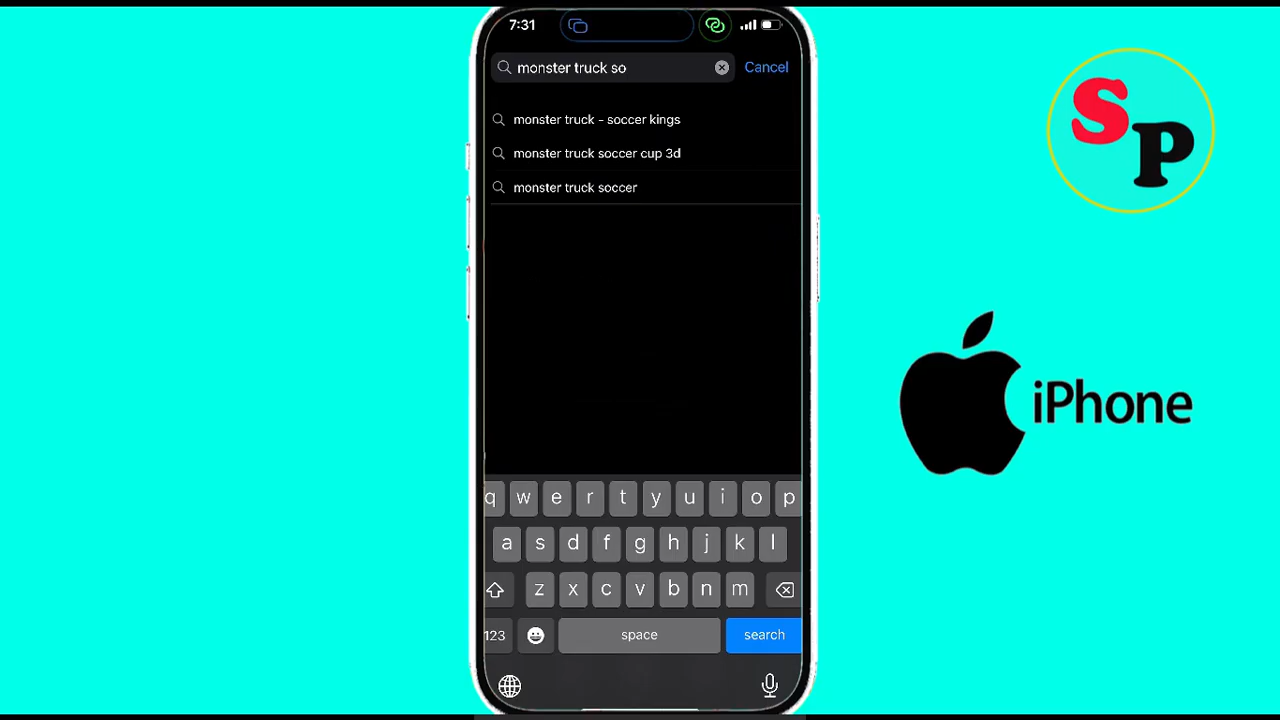 7:31
monster truck so
Cancel
monster truck - soccer kings
monster truck soccer cup 3d
monster truck soccer
q w e r t y u i o p
a s d f g h j k l
z x c v b n m
123 space search
S P
iPhone